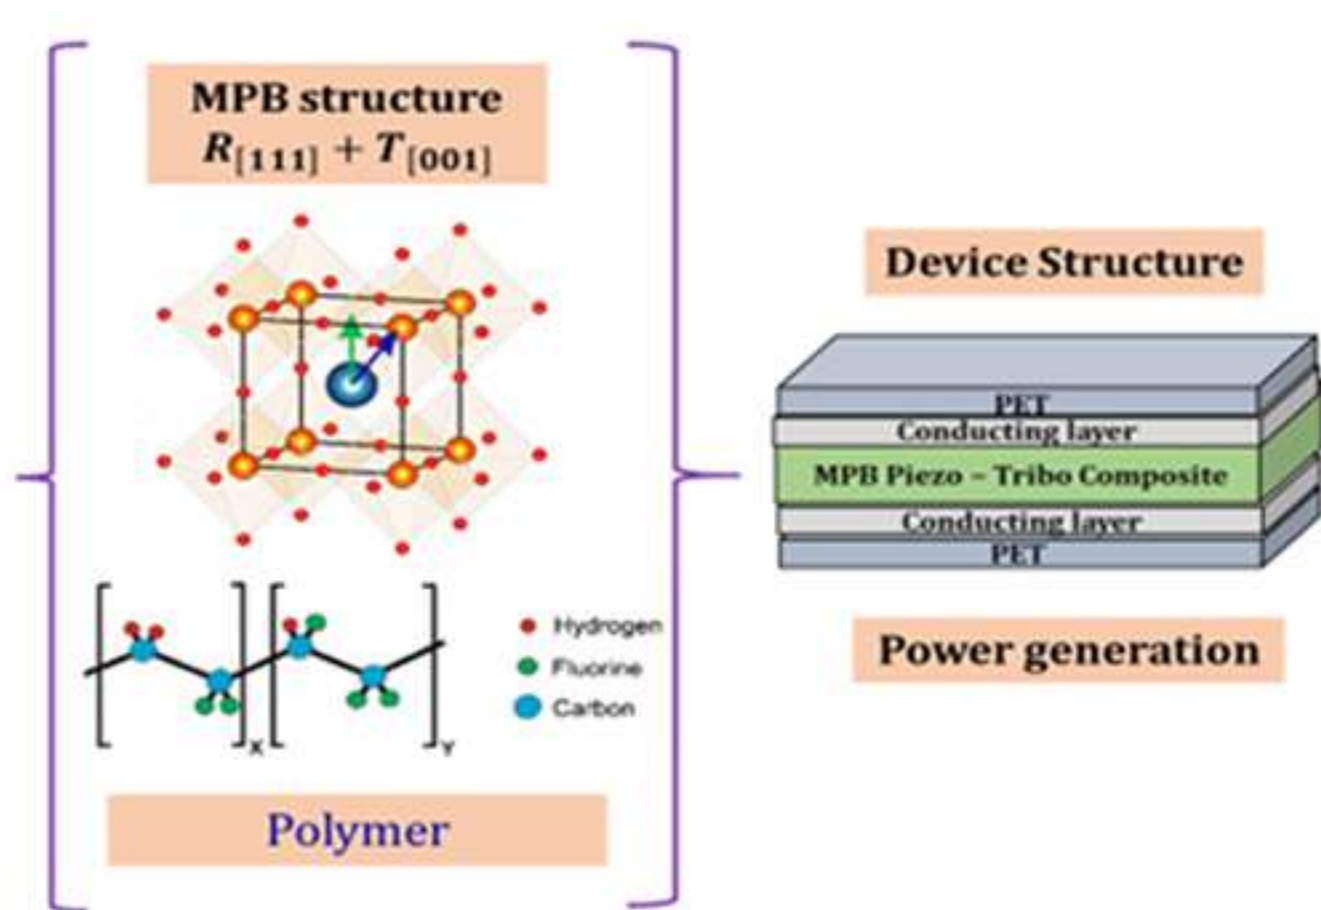 MPB structure
R[111] + T[001]
X
Y
Hydrogen
Fluorine
Carbon
Polymer
Device Structure
PET
Conducting layer
MPB Piezo – Tribo Composite
Conducting layer
PET
Power generation